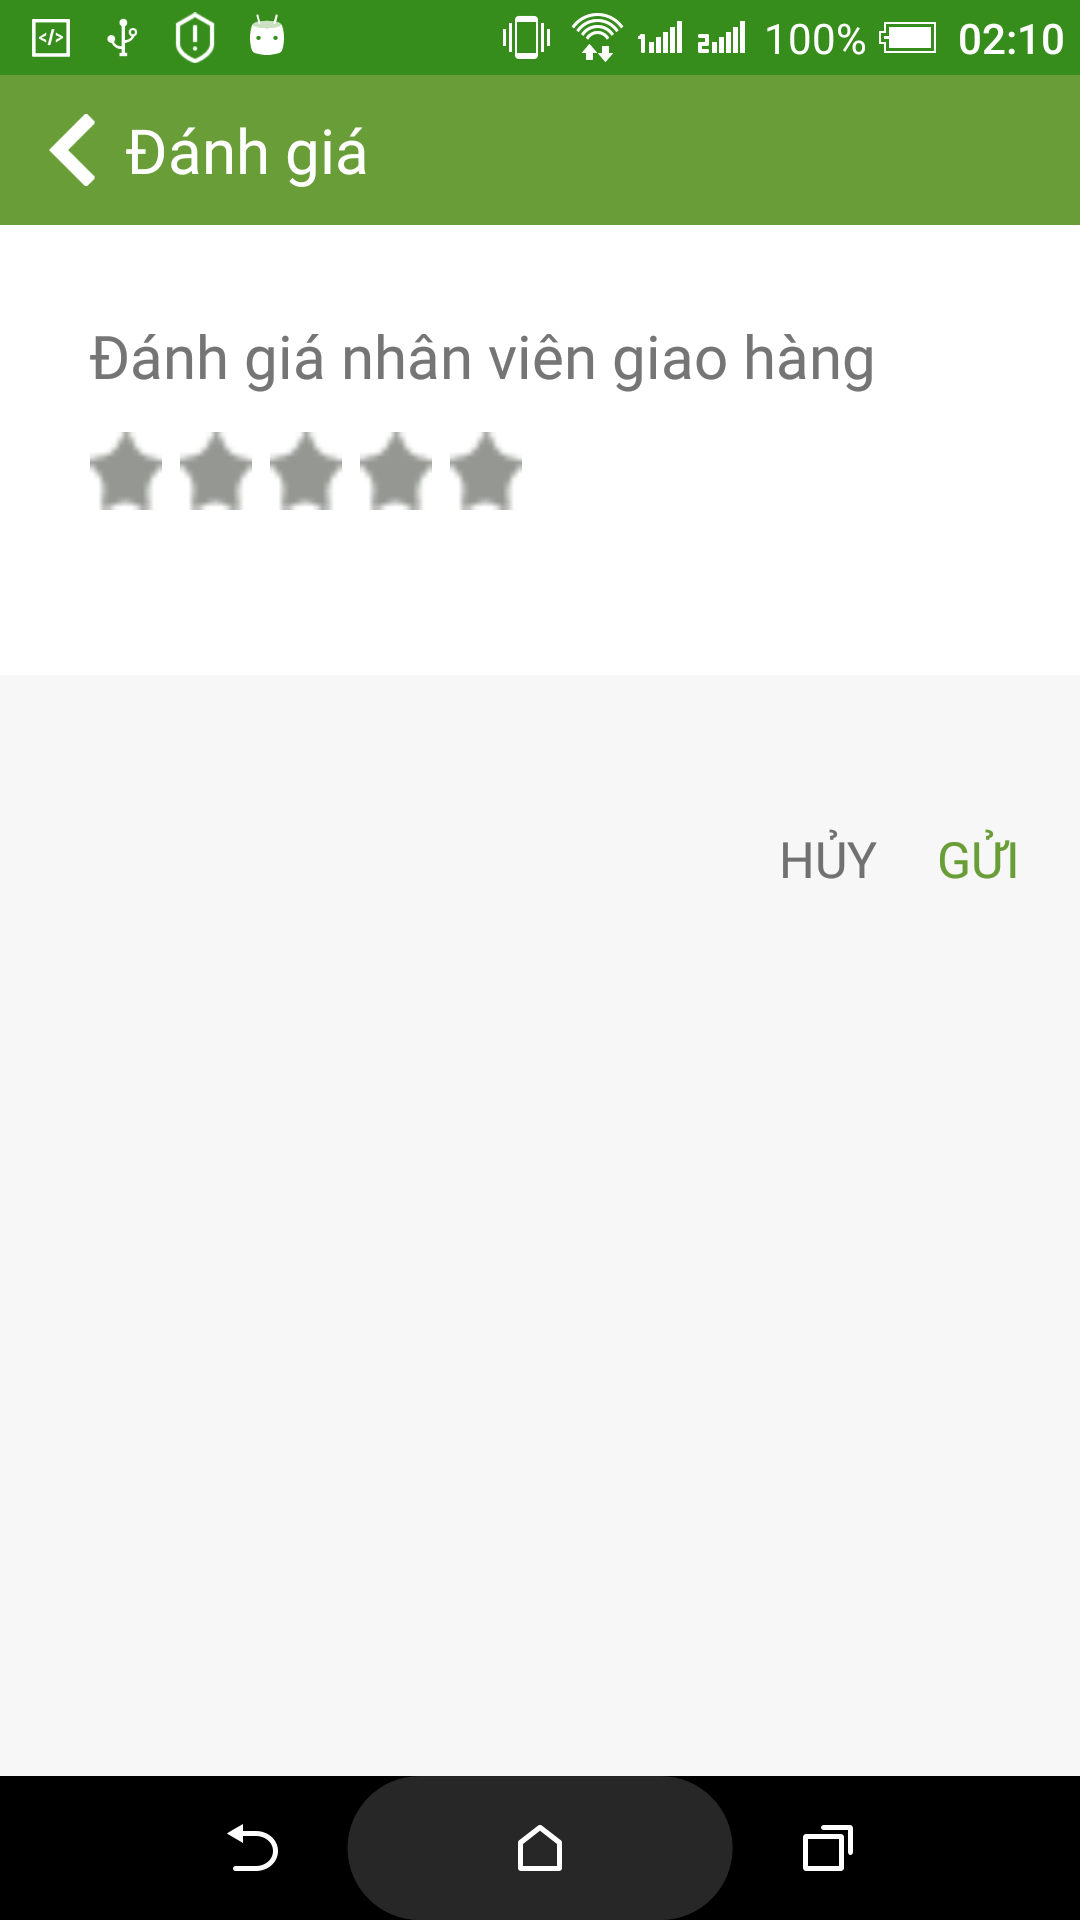 100% 02:10
Đánh giá
Đánh giá nhân viên giao hàng
HỦY GỬI